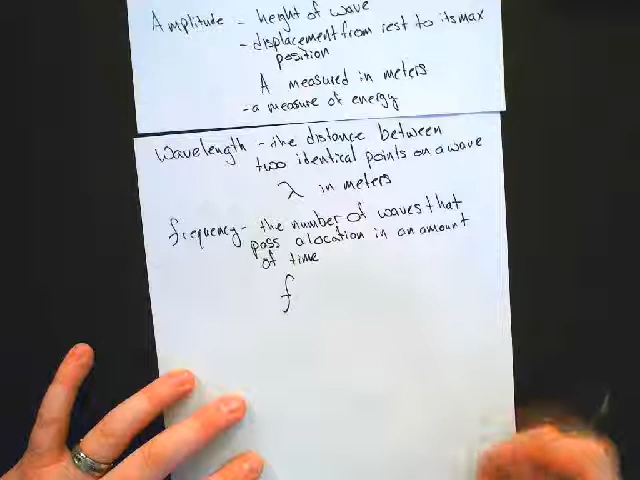 Amplitude - height of wave
- displacement from rest to its max
position
A measured in meters
- a measure of energy
Wavelength - the distance between
two identical points on a wave
λ in meters
frequency - the number of waves that
pass a location in an amount
of time
f